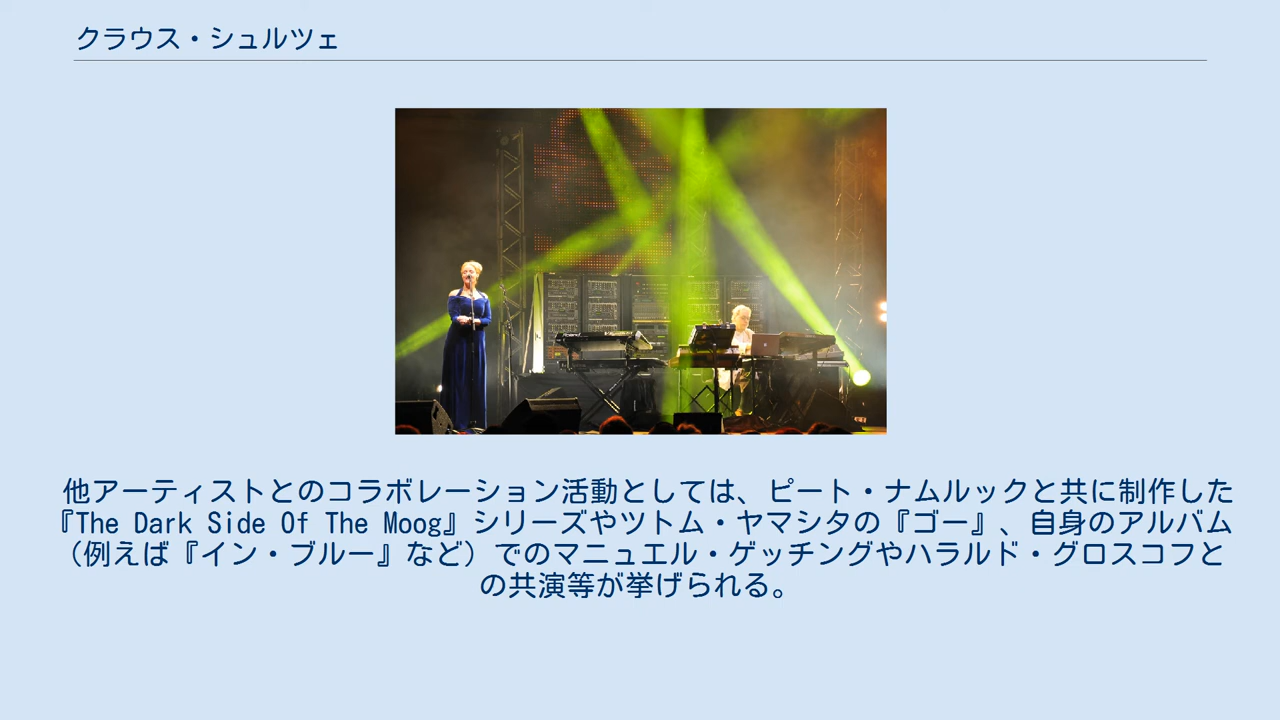 クラウス・シュルツェ
他アーティストとのコラボレーション活動としては、ピート・ナムルックと共に制作した
『The Dark Side Of The Moog』シリーズやツトム・ヤマシタの『ゴー』、自身のアルバム
（例えば『イン・ブルー』など）でのマニュエル・ゲッチングやハラルド・グロスコフと
の共演等が挙げられる。